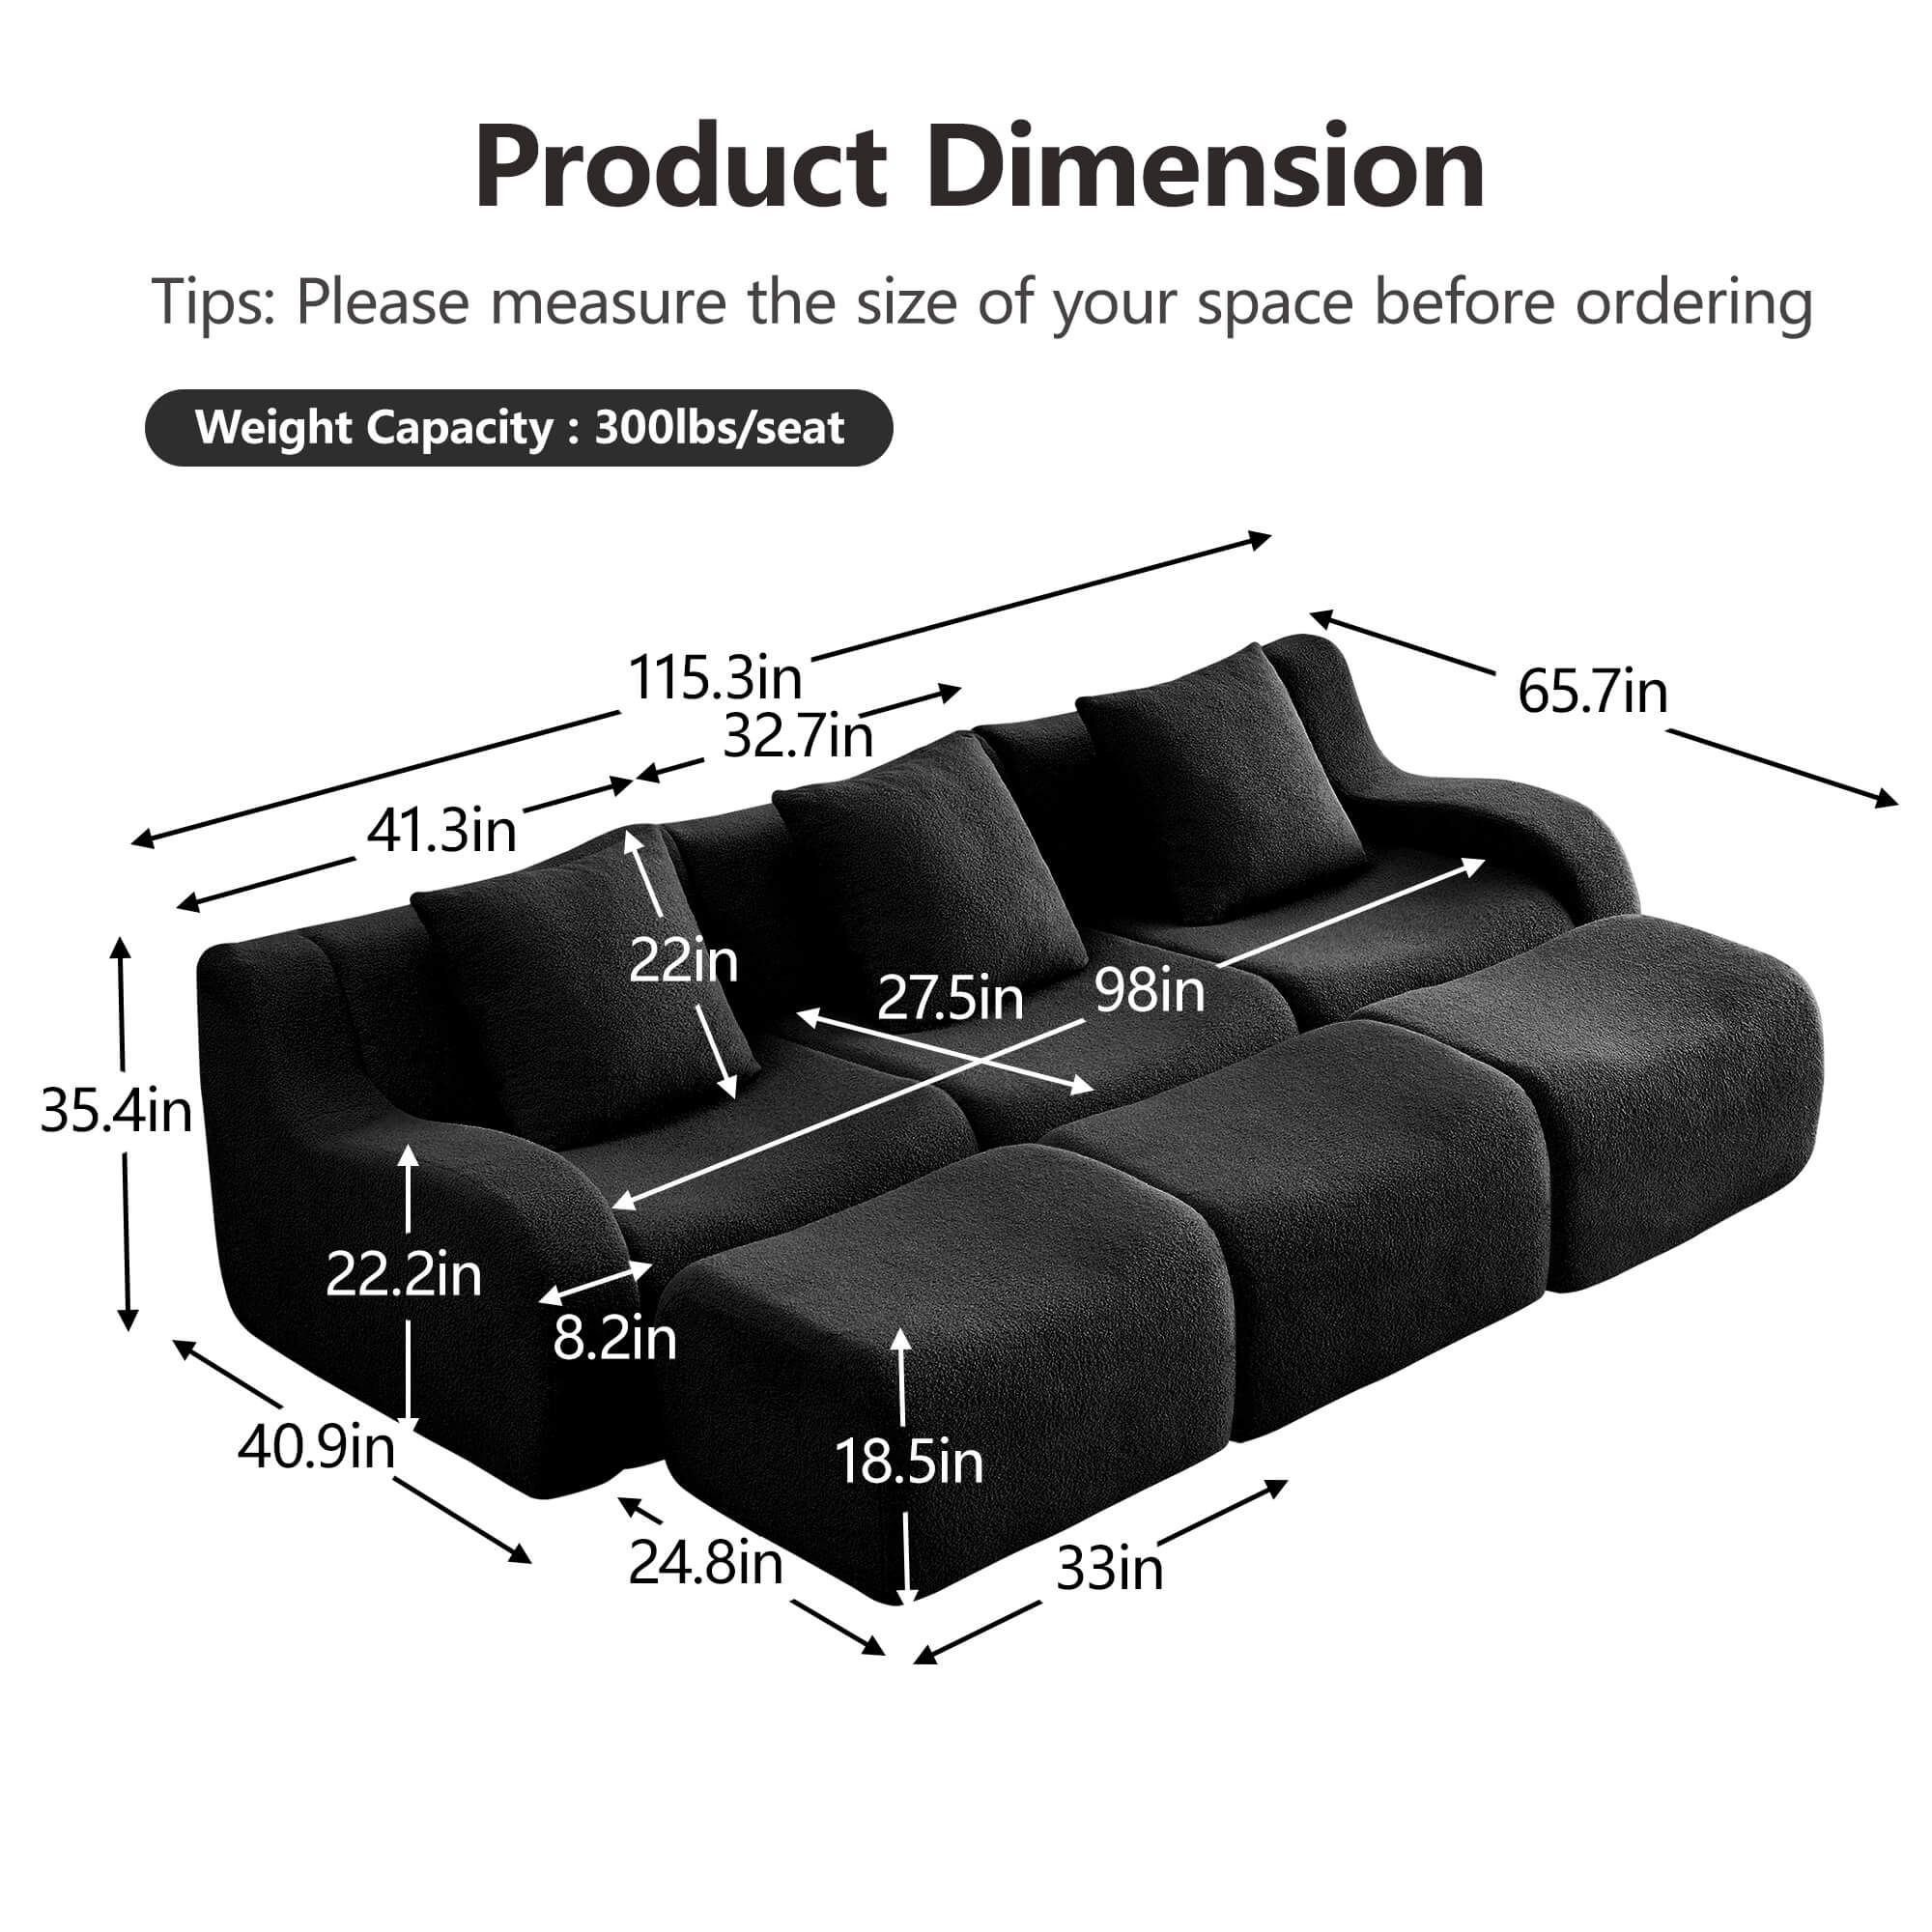 Product Dimension
Tips: Please measure the size of your space before ordering
Weight Capacity : 300lbs/seat
115.3in
65.7in
32.7in
41.3in
22in
27.5in
98in
35.4in
22.2in
8.2in
40.9in
18.5in
24.8in
33in